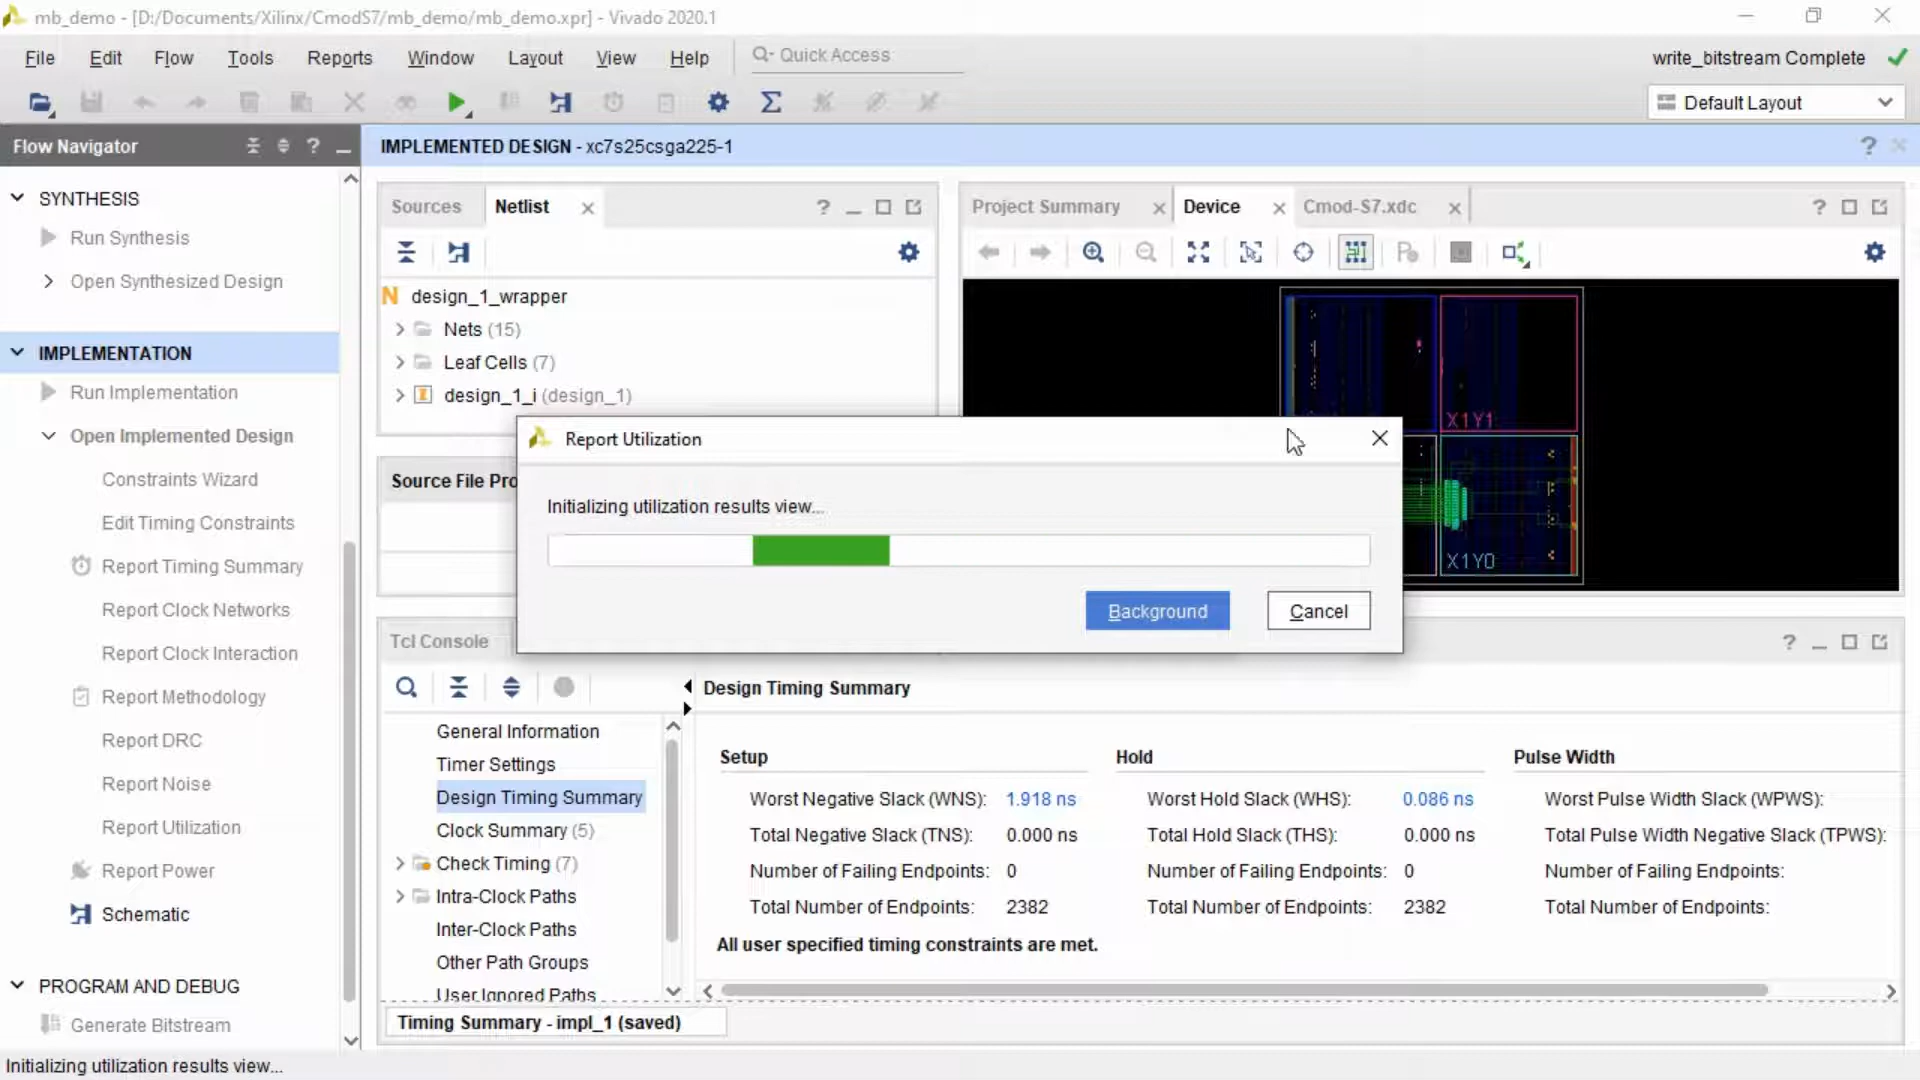 mb_demo - [D:/Documents/Xilinx/CmodS7/mb_demo/mb_demo.xpr] - Vivado 2020.1
File Edit Flow Tools Reports Window Layout View Help Quick Access write_bitstream Complete
Default Layout
Flow Navigator
IMPLEMENTED DESIGN - xc7s25csga225-1
SYNTHESIS
Run Synthesis
Open Synthesized Design
IMPLEMENTATION
Run Implementation
Open Implemented Design
Constraints Wizard
Edit Timing Constraints
Report Timing Summary
Report Clock Networks
Report Clock Interaction
Report Methodology
Report DRC
Report Noise
Report Utilization
Report Power
Schematic
PROGRAM AND DEBUG
Generate Bitstream
Sources Netlist
design_1_wrapper
Nets (15)
Leaf Cells (7)
design_1_i (design_1)
Source File Pro
Project Summary Device Cmod-S7.xdc
X1Y1
X1Y0
Report Utilization
Initializing utilization results view...
Background Cancel
Tcl Console
General Information
Timer Settings
Design Timing Summary
Clock Summary (5)
Check Timing (7)
Intra-Clock Paths
Inter-Clock Paths
Other Path Groups
User Ignored Paths
Design Timing Summary
Setup Hold Pulse Width
Worst Negative Slack (WNS): 1.918 ns Worst Hold Slack (WHS): 0.086 ns Worst Pulse Width Slack (WPWS):
Total Negative Slack (TNS): 0.000 ns Total Hold Slack (THS): 0.000 ns Total Pulse Width Negative Slack (TPWS):
Number of Failing Endpoints: 0 Number of Failing Endpoints: 0 Number of Failing Endpoints:
Total Number of Endpoints: 2382 Total Number of Endpoints: 2382 Total Number of Endpoints:
All user specified timing constraints are met.
Timing Summary - impl_1 (saved)
Initializing utilization results view...